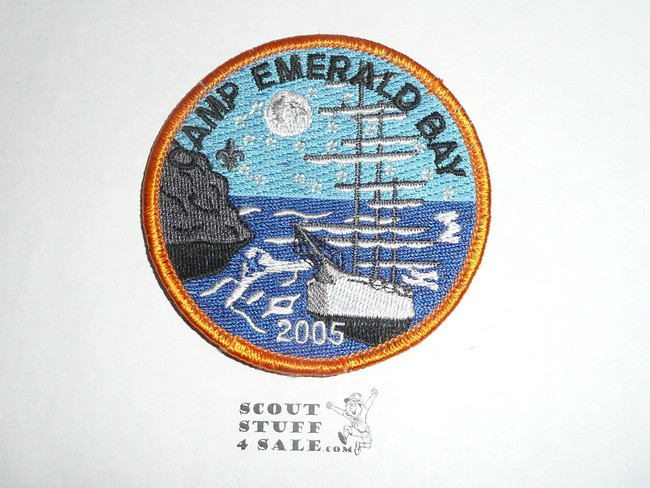 CAMP EMERALD BAY
2005
SCOUT
STUFF
4 SALE.COM